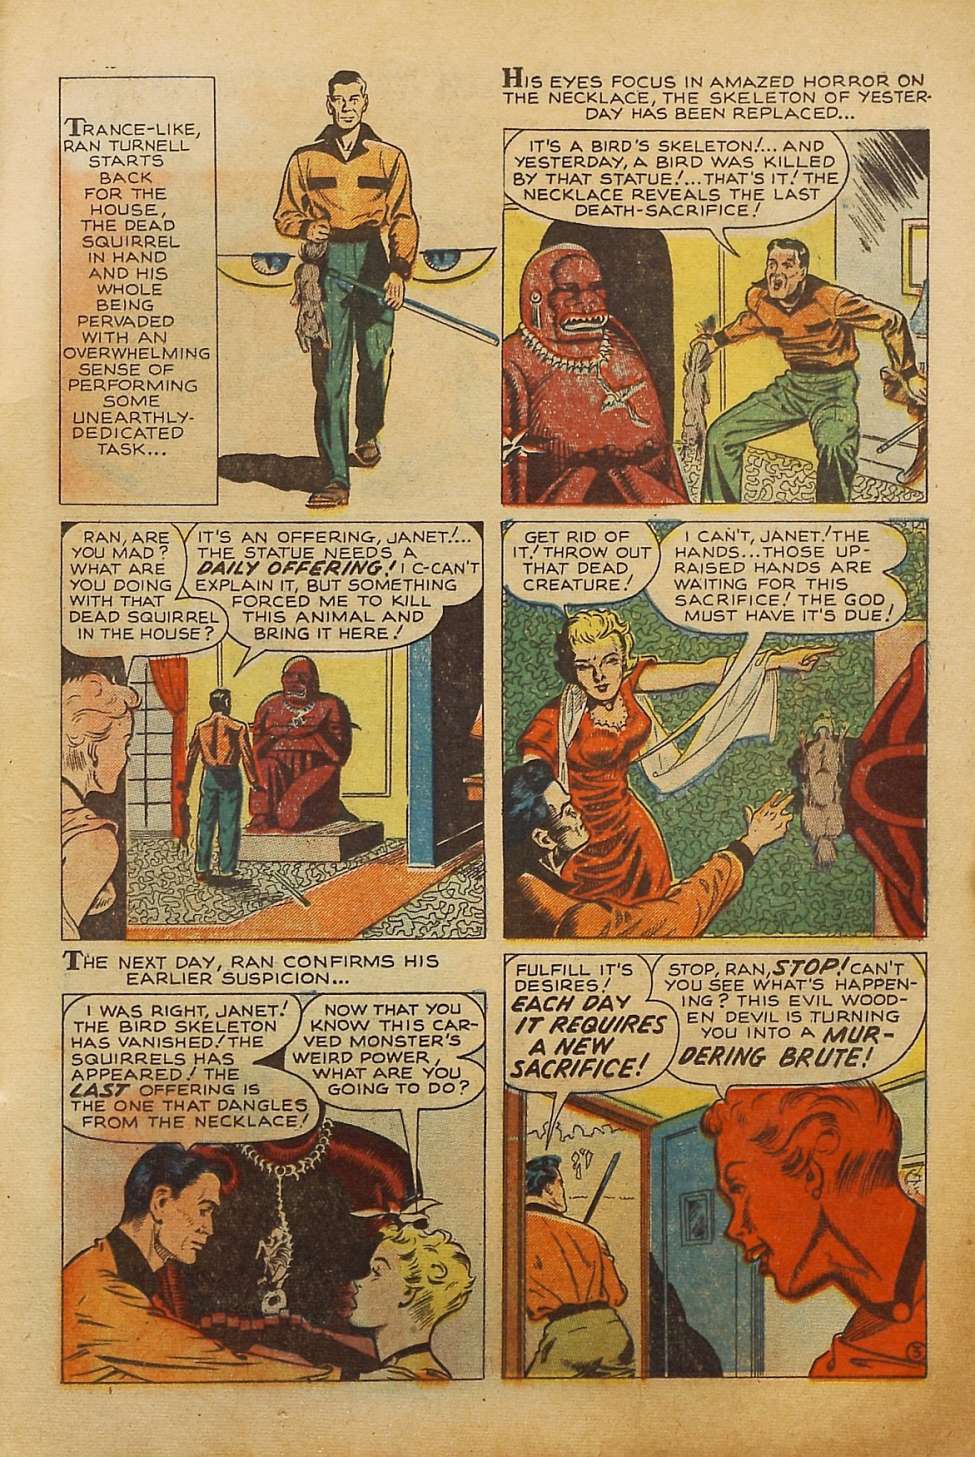 TRANCE-LIKE,
RAN TURNELL
STARTS
BACK
FOR THE
HOUSE,
THE DEAD
SQUIRREL
IN HAND
AND HIS
WHOLE
BEING
PERVADED
WITH AN
OVERWHELMING
SENSE OF
PERFORMING
SOME
UNEARTHLY-
DEDICATED
TASK...
HIS EYES FOCUS IN AMAZED HORROR ON
THE NECKLACE, THE SKELETON OF YESTER-
DAY HAS BEEN REPLACED...
IT'S A BIRD'S SKELETON!... AND
YESTERDAY, A BIRD WAS KILLED
BY THAT STATUE!... THAT'S IT! THE
NECKLACE REVEALS THE LAST
DEATH-SACRIFICE!
RAN, ARE
YOU MAD?
WHAT ARE
YOU DOING
WITH THAT
DEAD SQUIRREL
IN THE HOUSE?
IT'S AN OFFERING, JANET!...
THE STATUE NEEDS A
DAILY OFFERING! I C-CAN'T
EXPLAIN IT, BUT SOMETHING
FORCED ME TO KILL
THIS ANIMAL AND
BRING IT HERE!
GET RID OF
IT! THROW OUT
THAT DEAD
CREATURE!
I CAN'T, JANET! THE
HANDS... THOSE UP-
RAISED HANDS ARE
WAITING FOR THIS
SACRIFICE! THE GOD
MUST HAVE IT'S DUE!
THE NEXT DAY, RAN CONFIRMS HIS
EARLIER SUSPICION...
I WAS RIGHT, JANET!
THE BIRD SKELETON
HAS VANISHED! THE
SQUIRRELS HAS
APPEARED! THE
LAST OFFERING IS
THE ONE THAT DANGLES
FROM THE NECKLACE!
NOW THAT YOU
KNOW THIS CAR-
VED MONSTER'S
WEIRD POWER,
WHAT ARE YOU
GOING TO DO?
FULFILL IT'S
DESIRES!
EACH DAY
IT REQUIRES
A NEW
SACRIFICE!
STOP, RAN, STOP! CAN'T
YOU SEE WHAT'S HAPPEN-
ING? THIS EVIL WOOD-
EN DEVIL IS TURNING
YOU INTO A MUR-
DERING BRUTE!
3